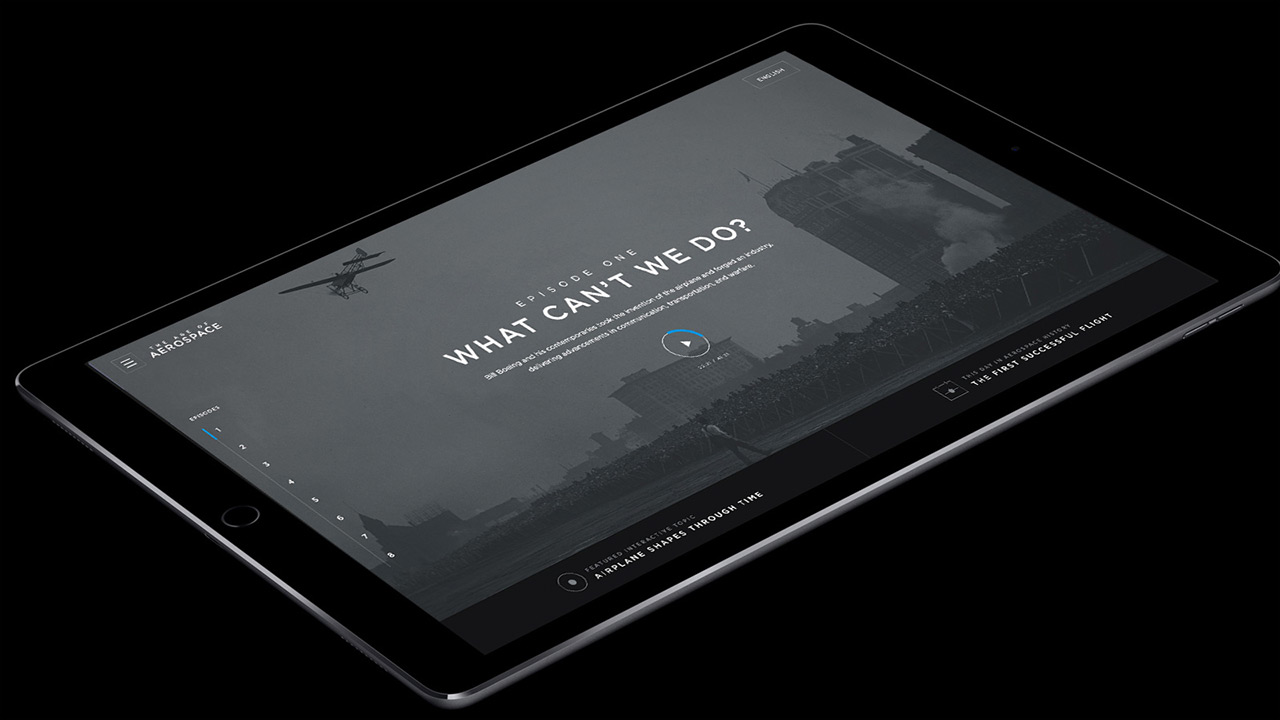 ENGLISH
THE AGE OF
AEROSPACE
EPISODE ONE
WHAT CAN'T WE DO?
Bill Boeing and his contemporaries took the invention of the airplane and forged an industry,
delivering advancements in communication, transportation, and warfare.
EPISODES
1
2
3
4
5
6
7
8
FEATURED INTERACTIVE TOPIC
AIRPLANE SHAPES THROUGH TIME
THIS DAY IN AEROSPACE HISTORY
THE FIRST SUCCESSFUL FLIGHT